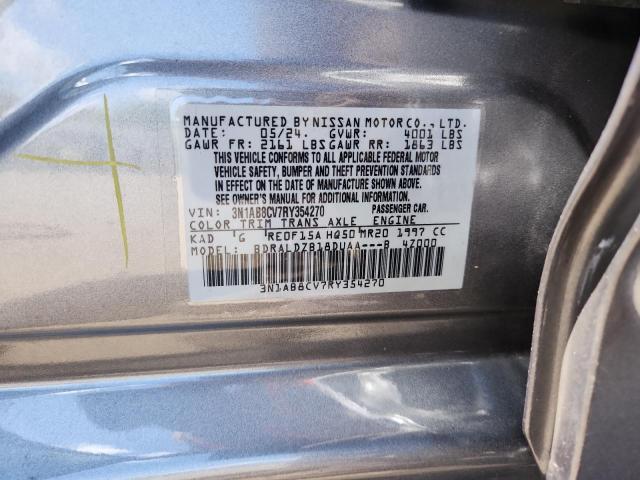 MANUFACTURED BY NISSAN MOTOR CO., LTD.
DATE: 05/24. GVWR: 4001 LBS
GAWR FR: 2161 LBS GAWR RR: 1863 LBS
THIS VEHICLE CONFORMS TO ALL APPLICABLE FEDERAL MOTOR
VEHICLE SAFETY, BUMPER AND THEFT PREVENTION STANDARDS
IN EFFECT ON THE DATE OF MANUFACTURE SHOWN ABOVE.
SEE OWNER'S MANUAL FOR ADDITIONAL INFORMATION.
VIN: 3N1AB8CV7RY354270 PASSENGER CAR.
COLOR TRIM TRANS AXLE ENGINE
KAD G RE0F15A HQ50 MR20 1997 CC
MODEL: BDRALDZB18DUAA---B 4Z000
3N1AB8CV7RY354270